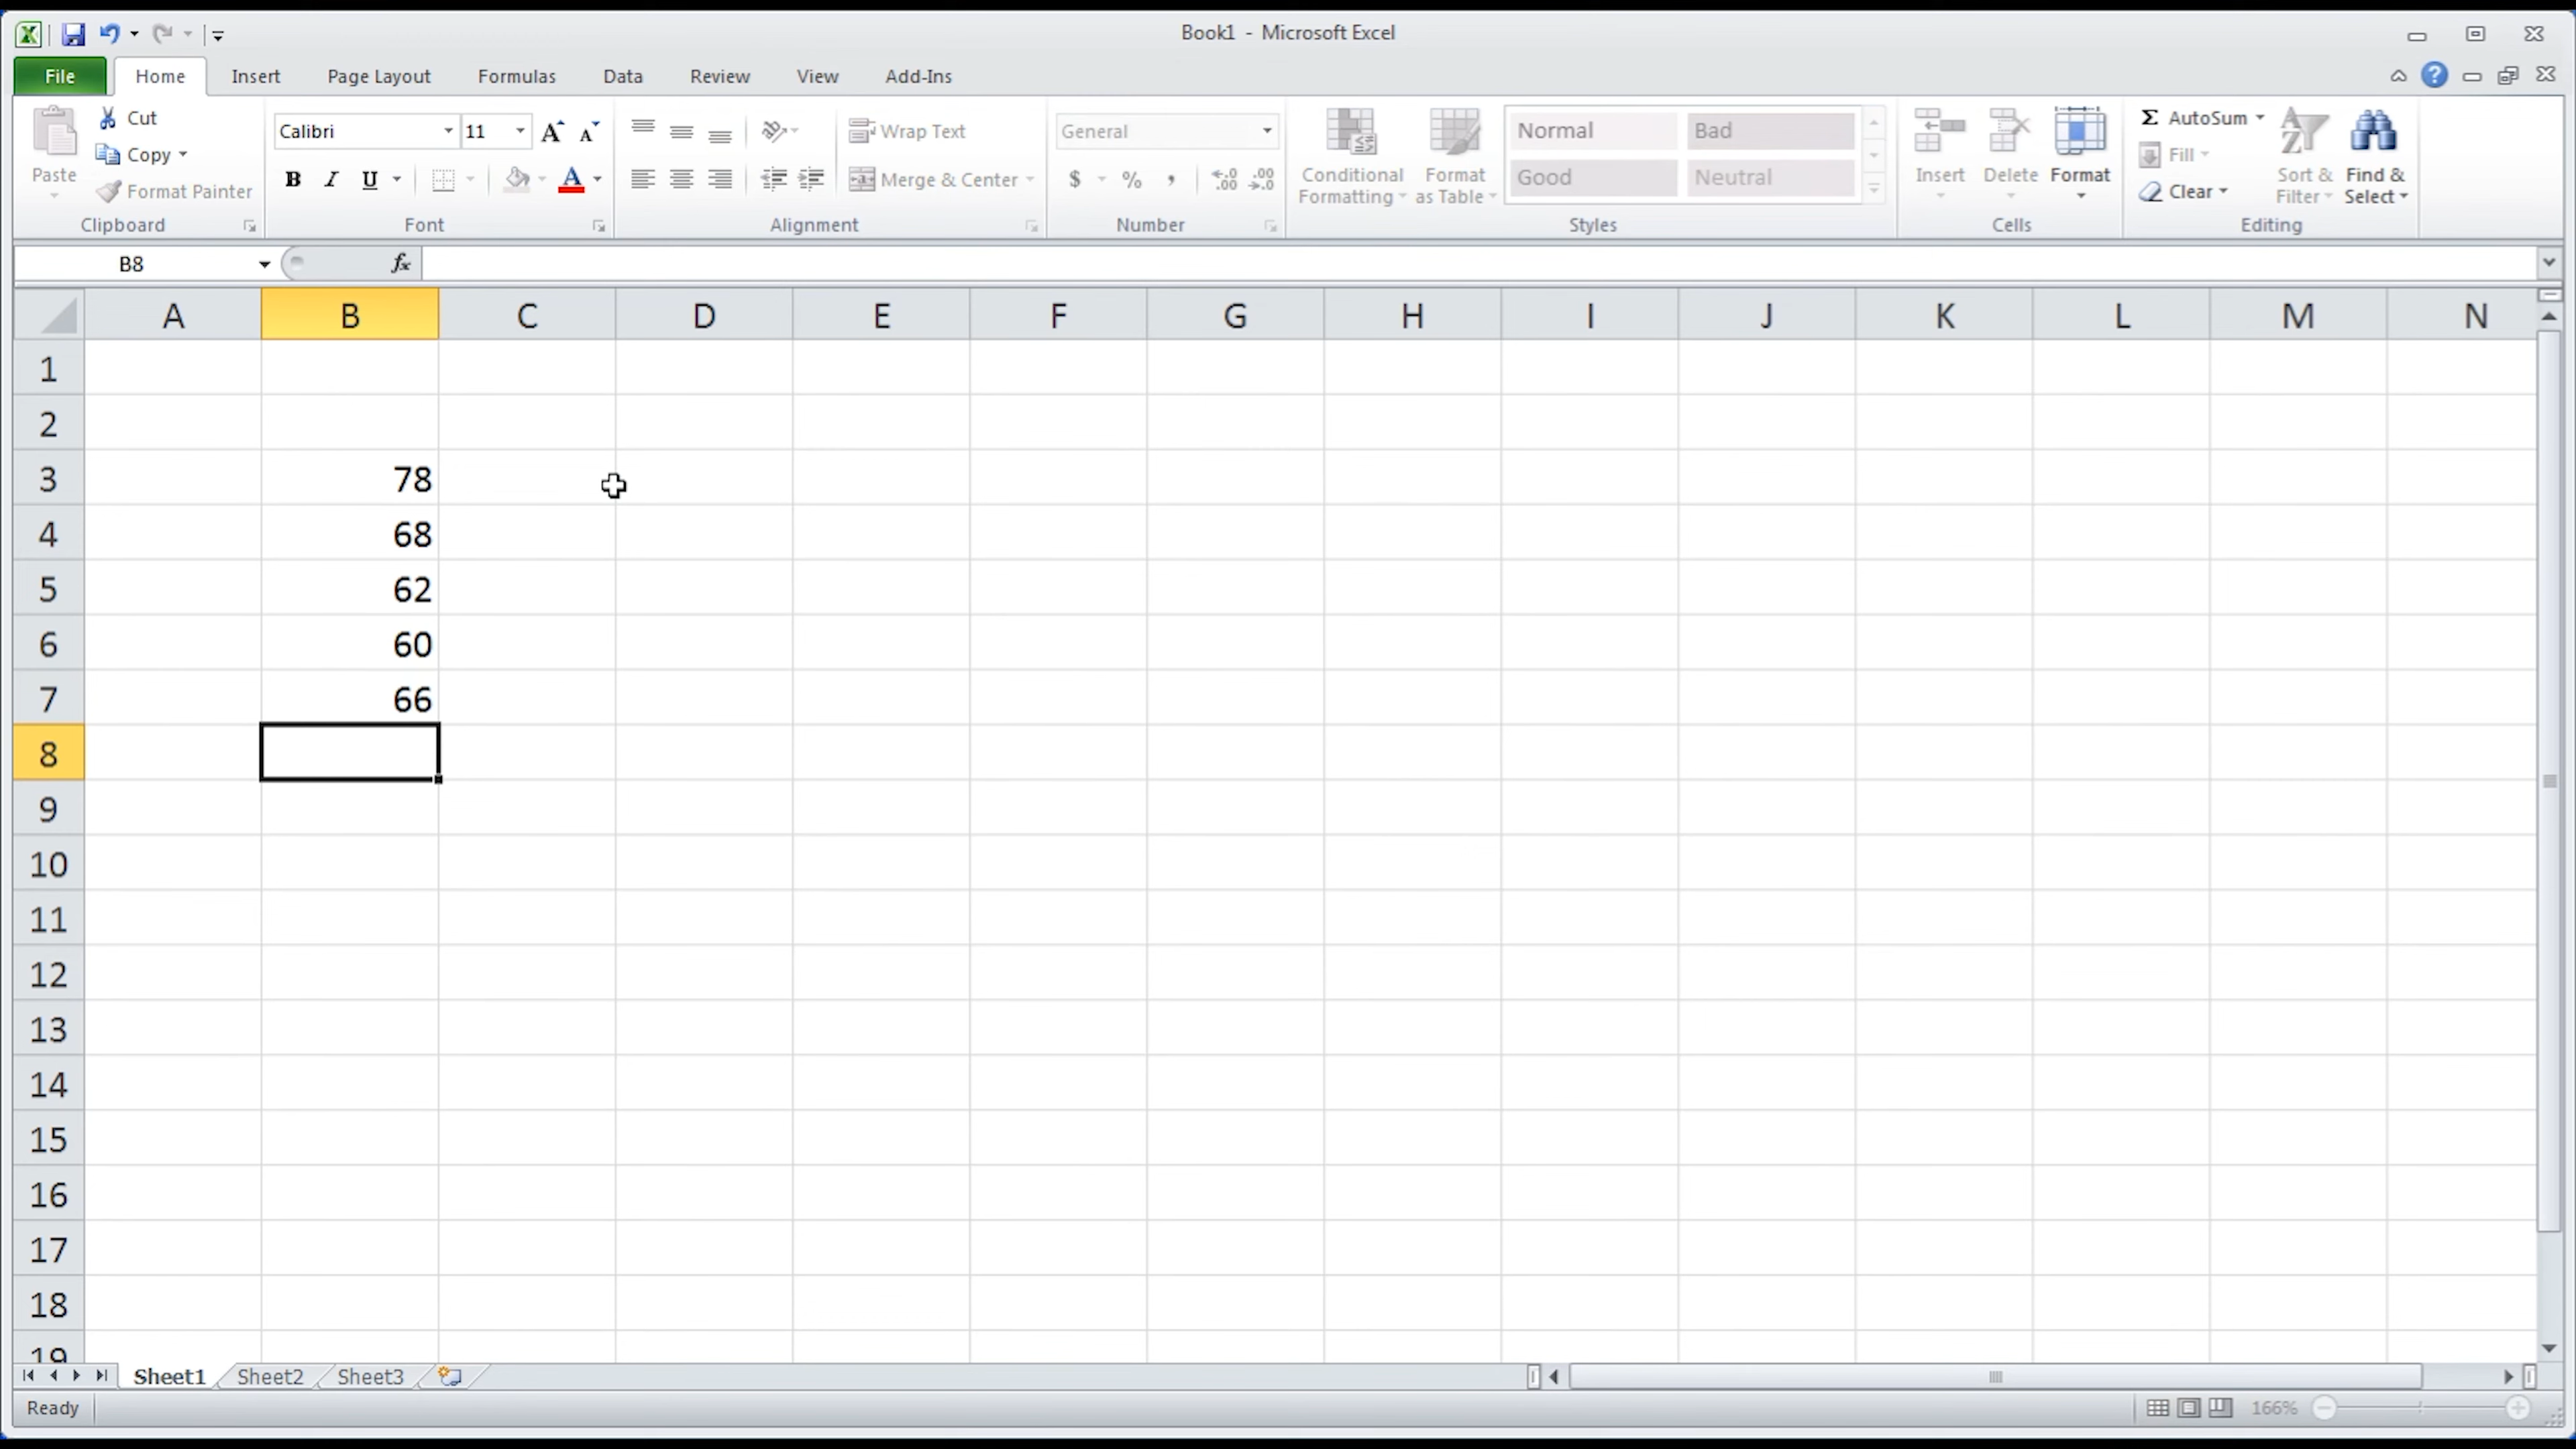 Book1 - Microsoft Excel
File Home Insert Page Layout Formulas Data Review View Add-Ins
Paste
Cut
Copy
Format Painter
Clipboard
Calibri 11
B I U
Font
Wrap Text
Merge & Center
Alignment
General
$ % ,
Number
Conditional Formatting
Format as Table
Normal Bad
Good Neutral
Styles
Insert Delete Format
Cells
Σ AutoSum
Fill
Clear
Sort & Filter
Find & Select
Editing
B8 fx
A B C D E F G H I J K L M N
1
2
3 78
4 68
5 62
6 60
7 66
8
9
10
11
12
13
14
15
16
17
18
19
Sheet1 Sheet2 Sheet3
Ready 166%